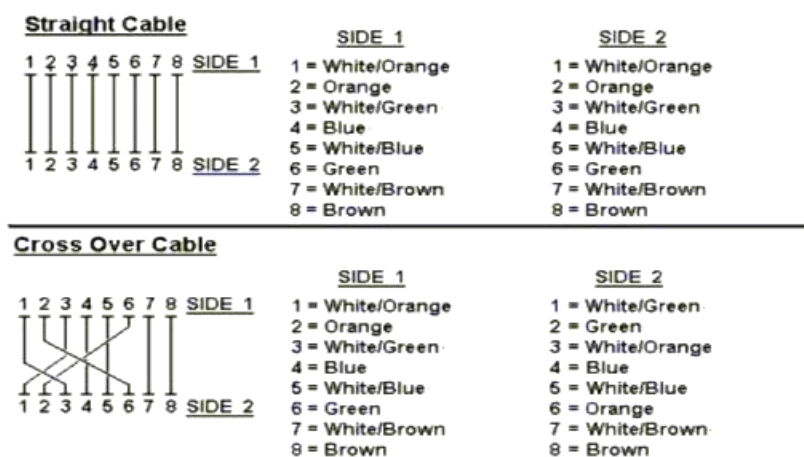 Straight Cable
1 2 3 4 5 6 7 8 SIDE 1
1 2 3 4 5 6 7 8 SIDE 2
SIDE 1
1 = White/Orange
2 = Orange
3 = White/Green
4 = Blue
5 = White/Blue
6 = Green
7 = White/Brown
8 = Brown
SIDE 2
1 = White/Orange
2 = Orange
3 = White/Green
4 = Blue
5 = White/Blue
6 = Green
7 = White/Brown
8 = Brown
Cross Over Cable
1 2 3 4 5 6 7 8 SIDE 1
1 2 3 4 5 6 7 8 SIDE 2
SIDE 1
1 = White/Orange
2 = Orange
3 = White/Green
4 = Blue
5 = White/Blue
6 = Green
7 = White/Brown
8 = Brown
SIDE 2
1 = White/Green
2 = Green
3 = White/Orange
4 = Blue
5 = White/Blue
6 = Orange
7 = White/Brown
8 = Brown